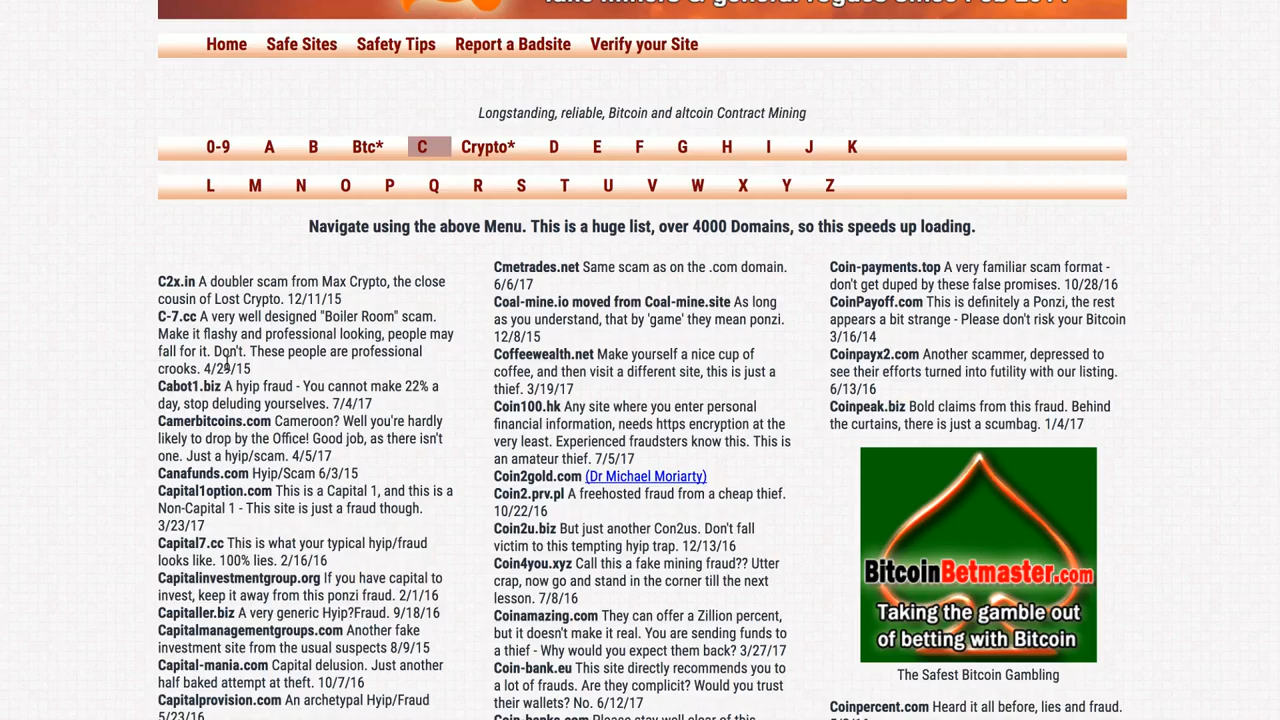 Home Safe Sites Safety Tips Report a Badsite Verify your Site
Longstanding, reliable, Bitcoin and altcoin Contract Mining
0-9 A B Btc* C Crypto* D E F G H I J K
L M N O P Q R S T U V W X Y Z
Navigate using the above Menu. This is a huge list, over 4000 Domains, so this speeds up loading.
C2x.in A doubler scam from Max Crypto, the close
cousin of Lost Crypto. 12/11/15
C-7.cc A very well designed "Boiler Room" scam.
Make it flashy and professional looking, people may
fall for it. Don't. These people are professional
crooks. 4/29/15
Cabot1.biz A hyip fraud - You cannot make 22% a
day, stop deluding yourselves. 7/4/17
Camerbitcoins.com Cameroon? Well you're hardly
likely to drop by the Office! Good job, as there isn't
one. Just a hyip/scam. 4/5/17
Canafunds.com Hyip/Scam 6/3/15
Capital1option.com This is a Capital 1, and this is a
Non-Capital 1 - This site is just a fraud though.
3/23/17
Capital7.cc This is what your typical hyip/fraud
looks like. 100% lies. 2/16/16
Capitalinvestmentgroup.org If you have capital to
invest, keep it away from this ponzi fraud. 2/1/16
Capitaller.biz A very generic Hyip?Fraud. 9/18/16
Capitalmanagementgroups.com Another fake
investment site from the usual suspects 8/9/15
Capital-mania.com Capital delusion. Just another
half baked attempt at theft. 10/7/16
Capitalprovision.com An archetypal Hyip/Fraud
5/23/16
Cmetrades.net Same scam as on the .com domain.
6/6/17
Coal-mine.io moved from Coal-mine.site As long
as you understand, that by 'game' they mean ponzi.
12/8/15
Coffeewealth.net Make yourself a nice cup of
coffee, and then visit a different site, this is just a
thief. 3/19/17
Coin100.hk Any site where you enter personal
financial information, needs https encryption at the
very least. Experienced fraudsters know this. This is
an amateur thief. 7/5/17
Coin2gold.com (Dr Michael Moriarty)
Coin2.prv.pl A freehosted fraud from a cheap thief.
10/22/16
Coin2u.biz But just another Con2us. Don't fall
victim to this tempting hyip trap. 12/13/16
Coin4you.xyz Call this a fake mining fraud?? Utter
crap, now go and stand in the corner till the next
lesson. 7/8/16
Coinamazing.com They can offer a Zillion percent,
but it doesn't make it real. You are sending funds to
a thief - Why would you expect them back? 3/27/17
Coin-bank.eu This site directly recommends you to
a lot of frauds. Are they complicit? Would you trust
their wallets? No. 6/12/17
Coin-banks.com Please stay well clear of this
Coin-payments.top A very familiar scam format -
don't get duped by these false promises. 10/28/16
CoinPayoff.com This is definitely a Ponzi, the rest
appears a bit strange - Please don't risk your Bitcoin
3/16/14
Coinpayx2.com Another scammer, depressed to
see their efforts turned into futility with our listing.
6/13/16
Coinpeak.biz Bold claims from this fraud. Behind
the curtains, there is just a scumbag. 1/4/17
BitcoinBetmaster.com
Taking the gamble out
of betting with Bitcoin
The Safest Bitcoin Gambling
Coinpercent.com Heard it all before, lies and fraud.